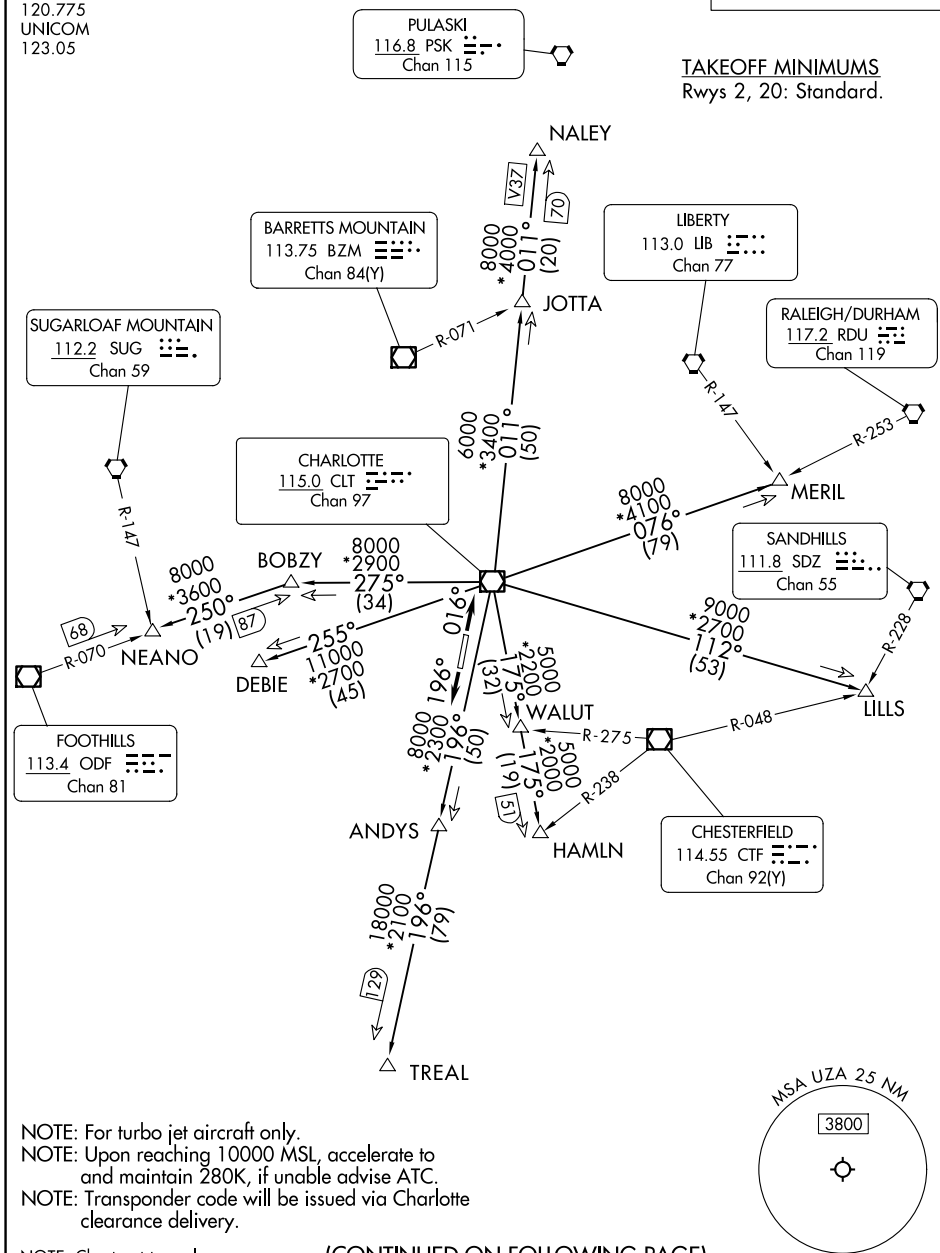 120.775
UNICOM
123.05
PULASKI
116.8 PSK
Chan 115
TAKEOFF MINIMUMS
Rwys 2, 20: Standard.
NALEY
V37
70
8000
*4000
011°
(20)
BARRETTS MOUNTAIN
113.75 BZM
Chan 84(Y)
LIBERTY
113.0 LIB
Chan 77
JOTTA
R-071
SUGARLOAF MOUNTAIN
112.2 SUG
Chan 59
RALEIGH/DURHAM
117.2 RDU
Chan 119
R-147
R-253
6000
*3400
011°
(50)
CHARLOTTE
115.0 CLT
Chan 97
MERIL
8000
*4100
076°
(79)
R-147
SANDHILLS
111.8 SDZ
Chan 55
BOBZY
8000
*2900
275°
(34)
8000
*3600
250°
(19)
87
68
R-070
NEANO
016°
196°
255°
11000
*2700
(45)
DEBIE
9000
*2700
112°
(53)
R-228
LILLS
5000
*2200
175°
(32)
WALUT
R-275
R-048
8000
*2300
196°
(50)
5000
*2000
175°
(19)
51
R-238
FOOTHILLS
113.4 ODF
Chan 81
ANDYS
HAMLN
CHESTERFIELD
114.55 CTF
Chan 92(Y)
18000
*2100
196°
(79)
129
TREAL
MSA UZA 25 NM
3800
NOTE: For turbo jet aircraft only.
NOTE: Upon reaching 10000 MSL, accelerate to
and maintain 280K, if unable advise ATC.
NOTE: Transponder code will be issued via Charlotte
clearance delivery.